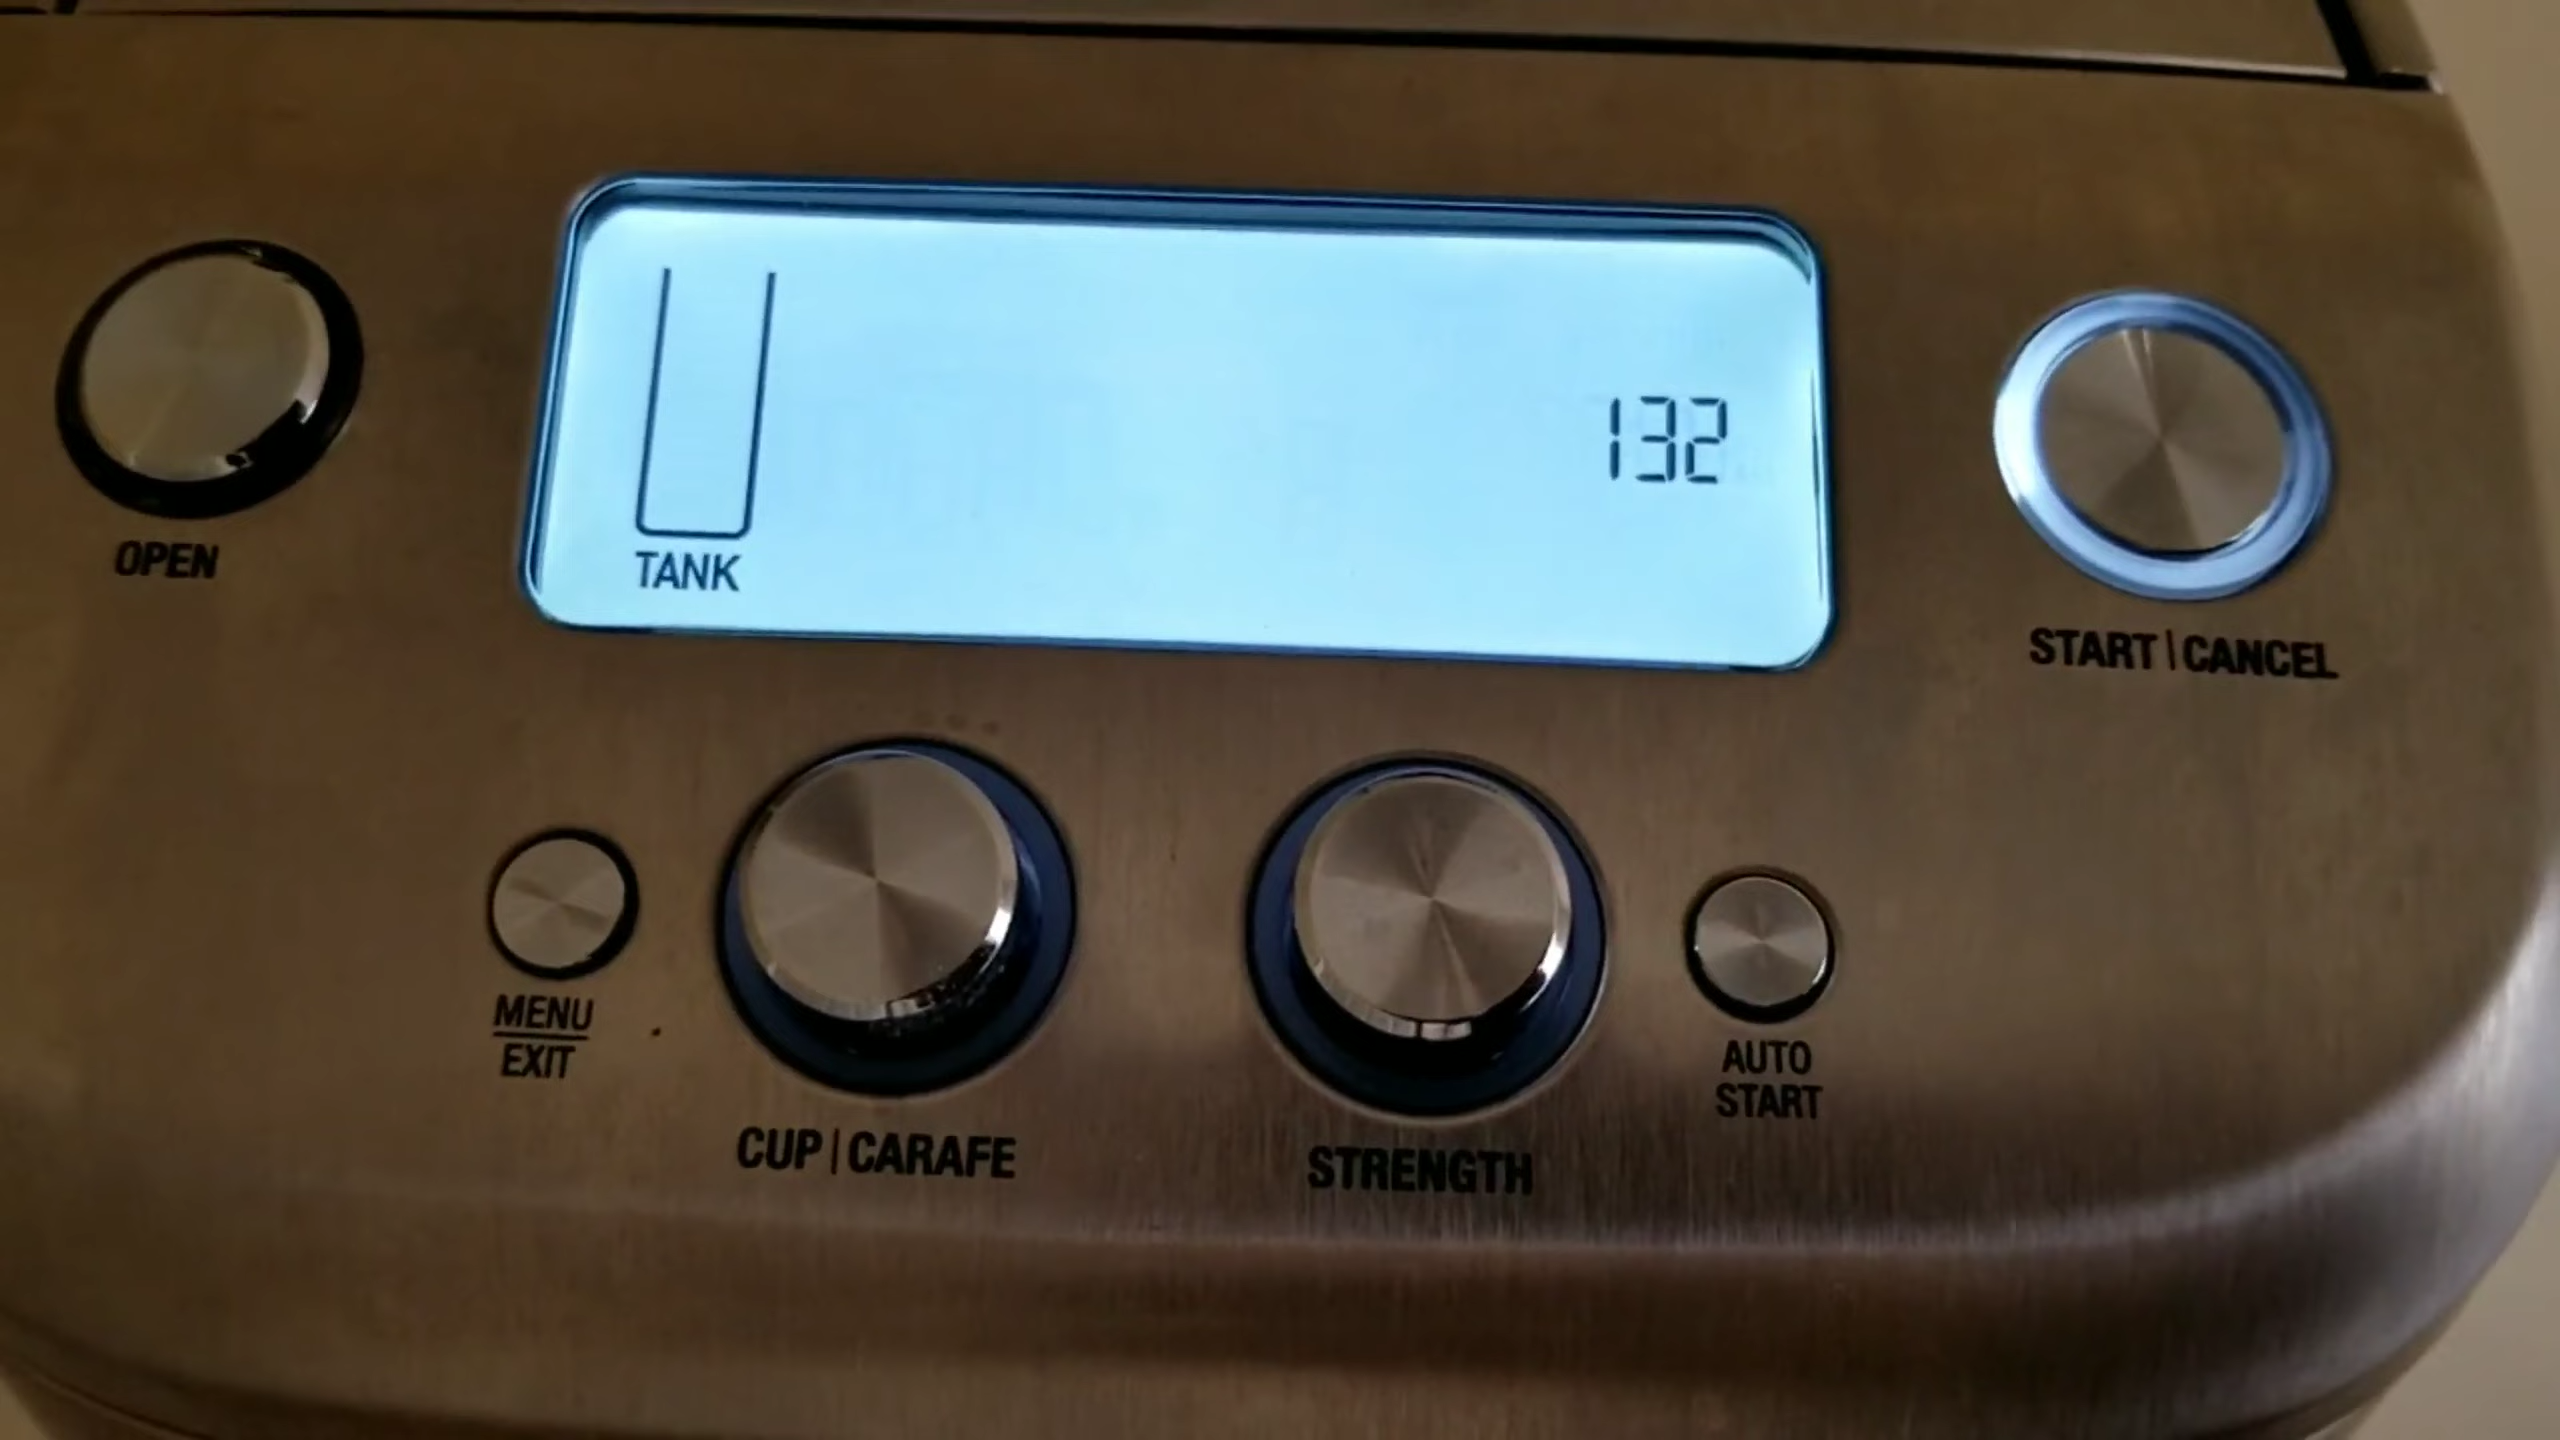 132
TANK
OPEN
START | CANCEL
MENU
EXIT
AUTO
START
CUP | CARAFE
STRENGTH